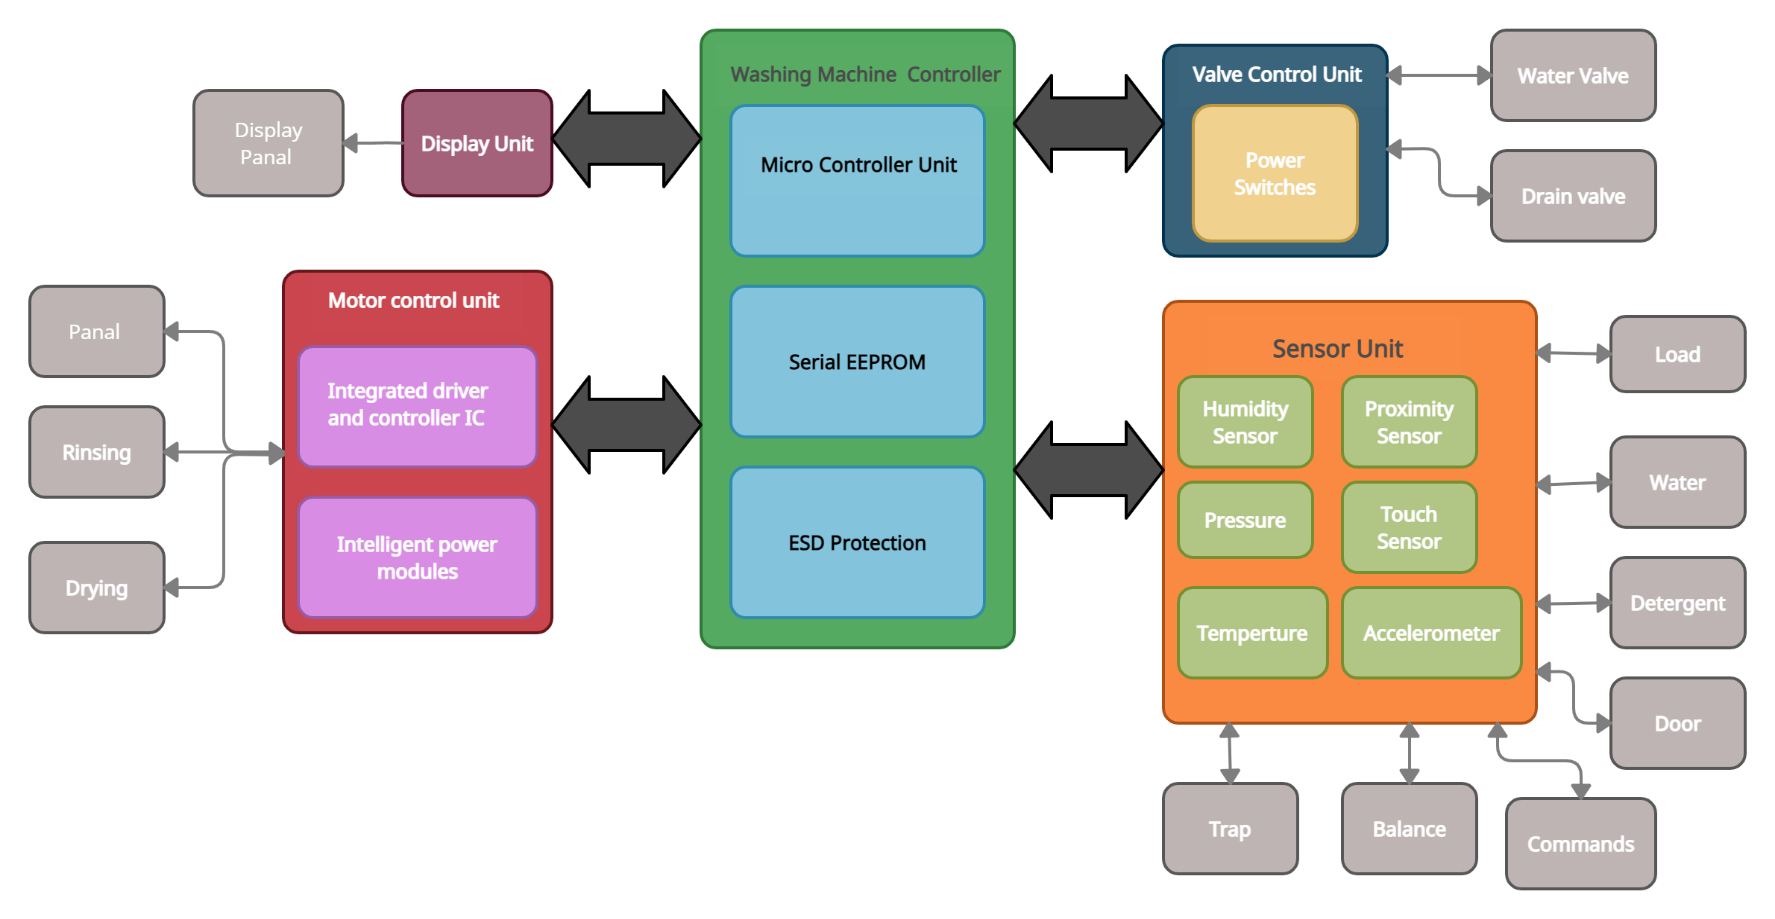 Washing Machine  Controller
Micro Controller Unit
Serial EEPROM
ESD Protection
Display
Panal
Display Unit
Motor control unit
Integrated driver
and controller IC
Intelligent power
modules
Panal
Rinsing
Drying
Valve Control Unit
Power
Switches
Water Valve
Drain valve
Sensor Unit
Humidity
Sensor
Proximity
Sensor
Pressure
Touch
Sensor
Temperture
Accelerometer
Load
Water
Detergent
Door
Trap
Balance
Commands